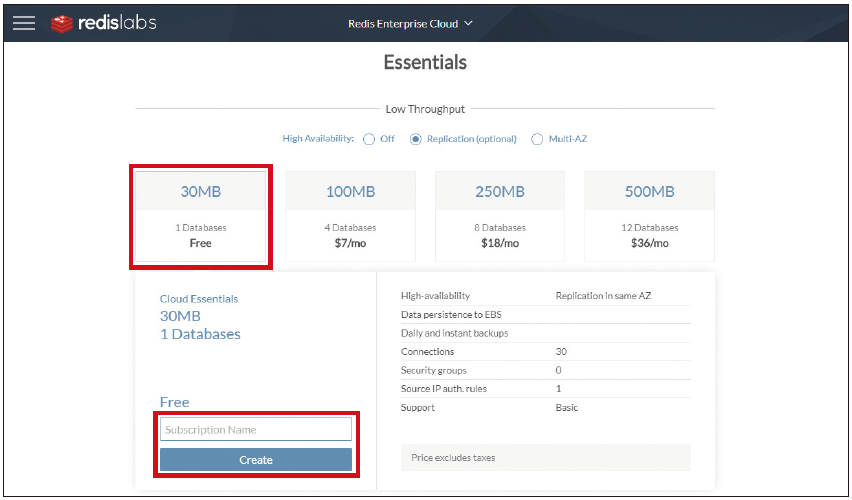 redislabs
Redis Enterprise Cloud
Essentials
Low Throughput
High Availability: Off Replication (optional) Multi-AZ
30MB
1 Databases
Free
100MB
4 Databases
$7/mo
250MB
8 Databases
$18/mo
500MB
12 Databases
$36/mo
Cloud Essentials
30MB
1 Databases
Free
Subscription Name
Create
High-availability Replication in same AZ
Data persistence to EBS
Daily and instant backups
Connections 30
Security groups 0
Source IP auth. rules 1
Support Basic
Price excludes taxes